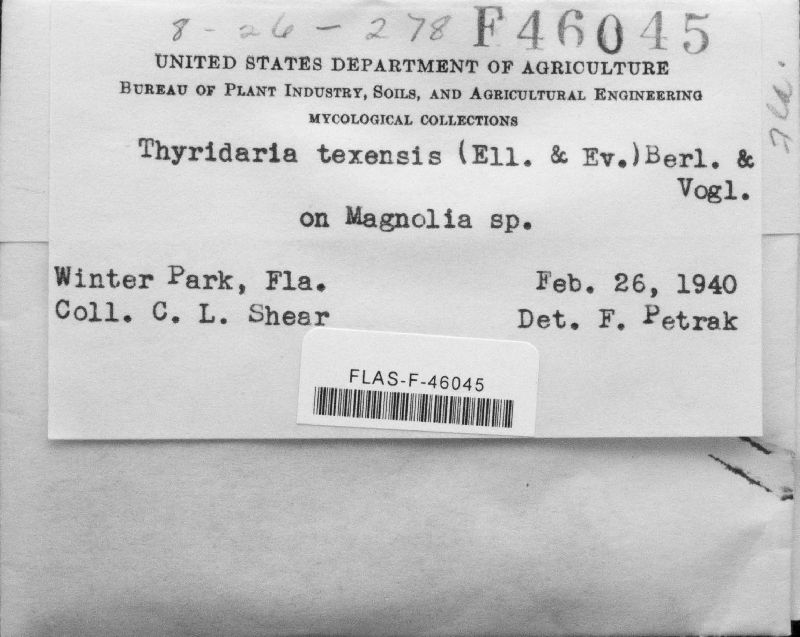 8-26-278 F46045
UNITED STATES DEPARTMENT OF AGRICULTURE
BUREAU OF PLANT INDUSTRY, SOILS, AND AGRICULTURAL ENGINEERING
MYCOLOGICAL COLLECTIONS
Thyridaria texensis (Ell. & Ev.)Berl. &
Vogl.
on Magnolia sp.
Winter Park, Fla. Feb. 26, 1940
Coll. C. L. Shear Det. F. Petrak
FLAS-F-46045
Fla.